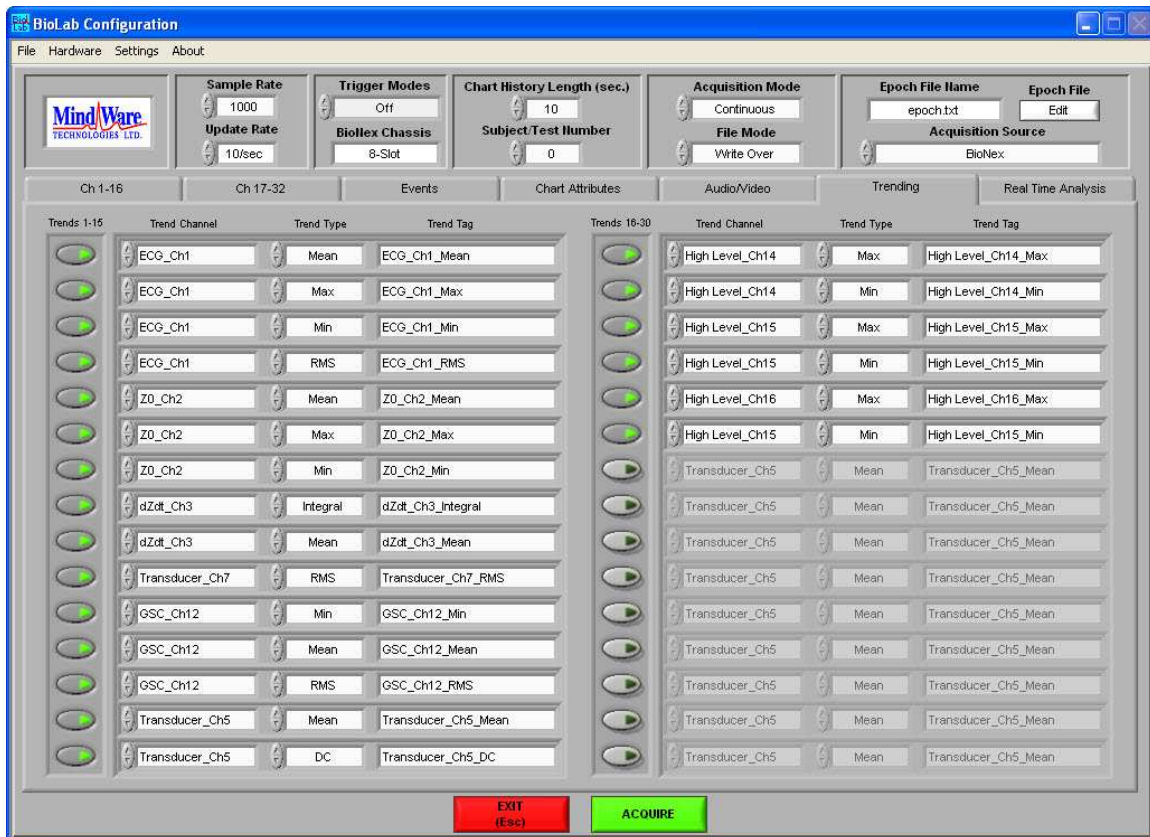 BioLab Configuration
File Hardware Settings About
MindWare
TECHNOLOGIES LTD.
Sample Rate
1000
Update Rate
10/sec
Trigger Modes
Off
BioNex Chassis
8-Slot
Chart History Length (sec.)
10
Subject/Test Number
0
Acquisition Mode
Continuous
File Mode
Write Over
Epoch File Name
epoch.txt
Epoch File
Edit
Acquisition Source
BioNex
Ch 1-16 Ch 17-32 Events Chart Attributes Audio/Video Trending Real Time Analysis
Trends 1-15 Trend Channel Trend Type Trend Tag
ECG_Ch1 Mean ECG_Ch1_Mean
ECG_Ch1 Max ECG_Ch1_Max
ECG_Ch1 Min ECG_Ch1_Min
ECG_Ch1 RMS ECG_Ch1_RMS
Z0_Ch2 Mean Z0_Ch2_Mean
Z0_Ch2 Max Z0_Ch2_Max
Z0_Ch2 Min Z0_Ch2_Min
dZdt_Ch3 Integral dZdt_Ch3_Integral
dZdt_Ch3 Mean dZdt_Ch3_Mean
Transducer_Ch7 RMS Transducer_Ch7_RMS
GSC_Ch12 Min GSC_Ch12_Min
GSC_Ch12 Mean GSC_Ch12_Mean
GSC_Ch12 RMS GSC_Ch12_RMS
Transducer_Ch5 Mean Transducer_Ch5_Mean
Transducer_Ch5 DC Transducer_Ch5_DC
Trends 16-30 Trend Channel Trend Type Trend Tag
High Level_Ch14 Max High Level_Ch14_Max
High Level_Ch14 Min High Level_Ch14_Min
High Level_Ch15 Max High Level_Ch15_Max
High Level_Ch15 Min High Level_Ch15_Min
High Level_Ch16 Max High Level_Ch16_Max
High Level_Ch15 Min High Level_Ch15_Min
Transducer_Ch5 Mean Transducer_Ch5_Mean
Transducer_Ch5 Mean Transducer_Ch5_Mean
Transducer_Ch5 Mean Transducer_Ch5_Mean
Transducer_Ch5 Mean Transducer_Ch5_Mean
Transducer_Ch5 Mean Transducer_Ch5_Mean
Transducer_Ch5 Mean Transducer_Ch5_Mean
Transducer_Ch5 Mean Transducer_Ch5_Mean
Transducer_Ch5 Mean Transducer_Ch5_Mean
Transducer_Ch5 Mean Transducer_Ch5_Mean
EXIT
(Esc)
ACQUIRE